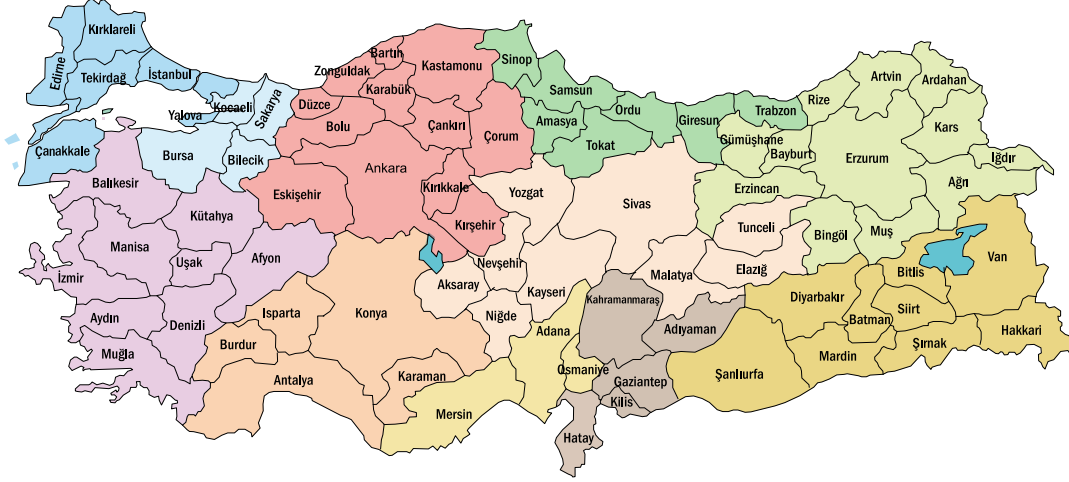 Kırklareli
Edirne
Tekirdağ
İstanbul
Kocaeli
Yalova
Sakarya
Çanakkale
Bursa
Bilecik
Balıkesir
Kütahya
Manisa
Uşak
Afyon
İzmir
Aydın
Denizli
Muğla
Bartın
Zonguldak
Kastamonu
Karabük
Düzce
Bolu
Çankırı
Çorum
Ankara
Kırıkkale
Eskişehir
Kırşehir
Sinop
Samsun
Amasya
Ordu
Tokat
Giresun
Trabzon
Rize
Artvin
Ardahan
Kars
Gümüşhane
Bayburt
Erzurum
Iğdır
Ağrı
Erzincan
Bingöl
Muş
Yozgat
Sivas
Tunceli
Elazığ
Malatya
Nevşehir
Aksaray
Kayseri
Niğde
Konya
Isparta
Burdur
Antalya
Karaman
Mersin
Adana
Osmaniye
Kahramanmaraş
Adıyaman
Gaziantep
Kilis
Hatay
Van
Bitlis
Diyarbakır
Batman
Siirt
Şanlıurfa
Mardin
Şırnak
Hakkari